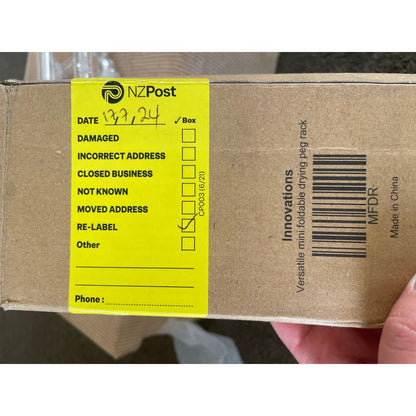 NZPost
DATE 17,7,24 ✓Box
DAMAGED
INCORRECT ADDRESS
CLOSED BUSINESS
NOT KNOWN
MOVED ADDRESS
RE-LABEL
Other
Phone :
CP003 (6/21)
Innovations
Versatile mini foldable drying peg rack
MFDR
Made in China